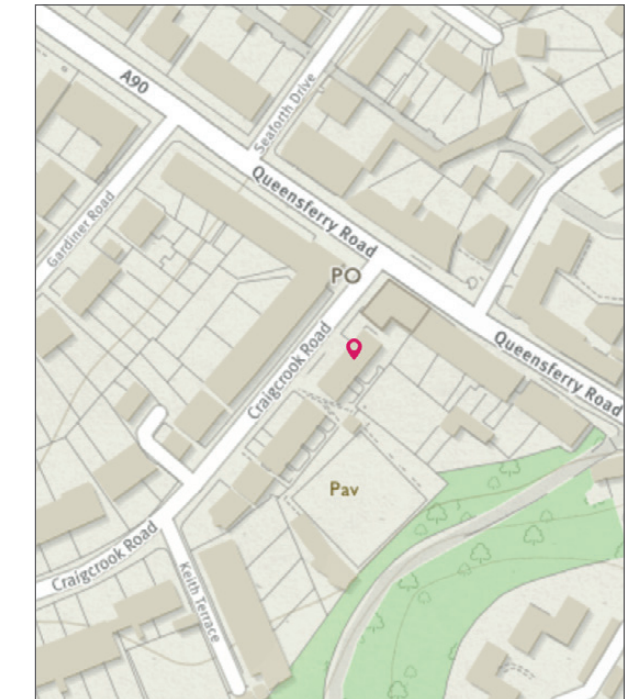 A90
Seaforth Drive
Gardiner Road
Queensferry Road
PO
Craigcrook Road
Queensferry Road
Pav
Craigcrook Road
Keith Terrace